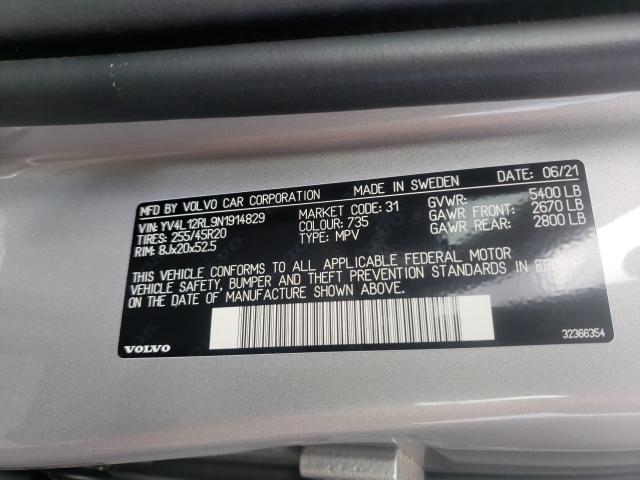 MFD BY VOLVO CAR CORPORATION MADE IN SWEDEN 06/21
VIN: YV4L12RL9N1914829 MARKET CODE: 31 GVWR: 5400 LB
TIRES: 255/45R20 COLOUR: 735 GAWR FRONT: 2670 LB
RIM: 8Jx20x52.5 TYPE: MPV GAWR REAR: 2800 LB
THIS VEHICLE CONFORMS TO ALL APPLICABLE FEDERAL MOTOR
VEHICLE SAFETY, BUMPER AND THEFT PREVENTION STANDARDS IN EFFECT
ON THE DATE OF MANUFACTURE SHOWN ABOVE.
VOLVO 32366354